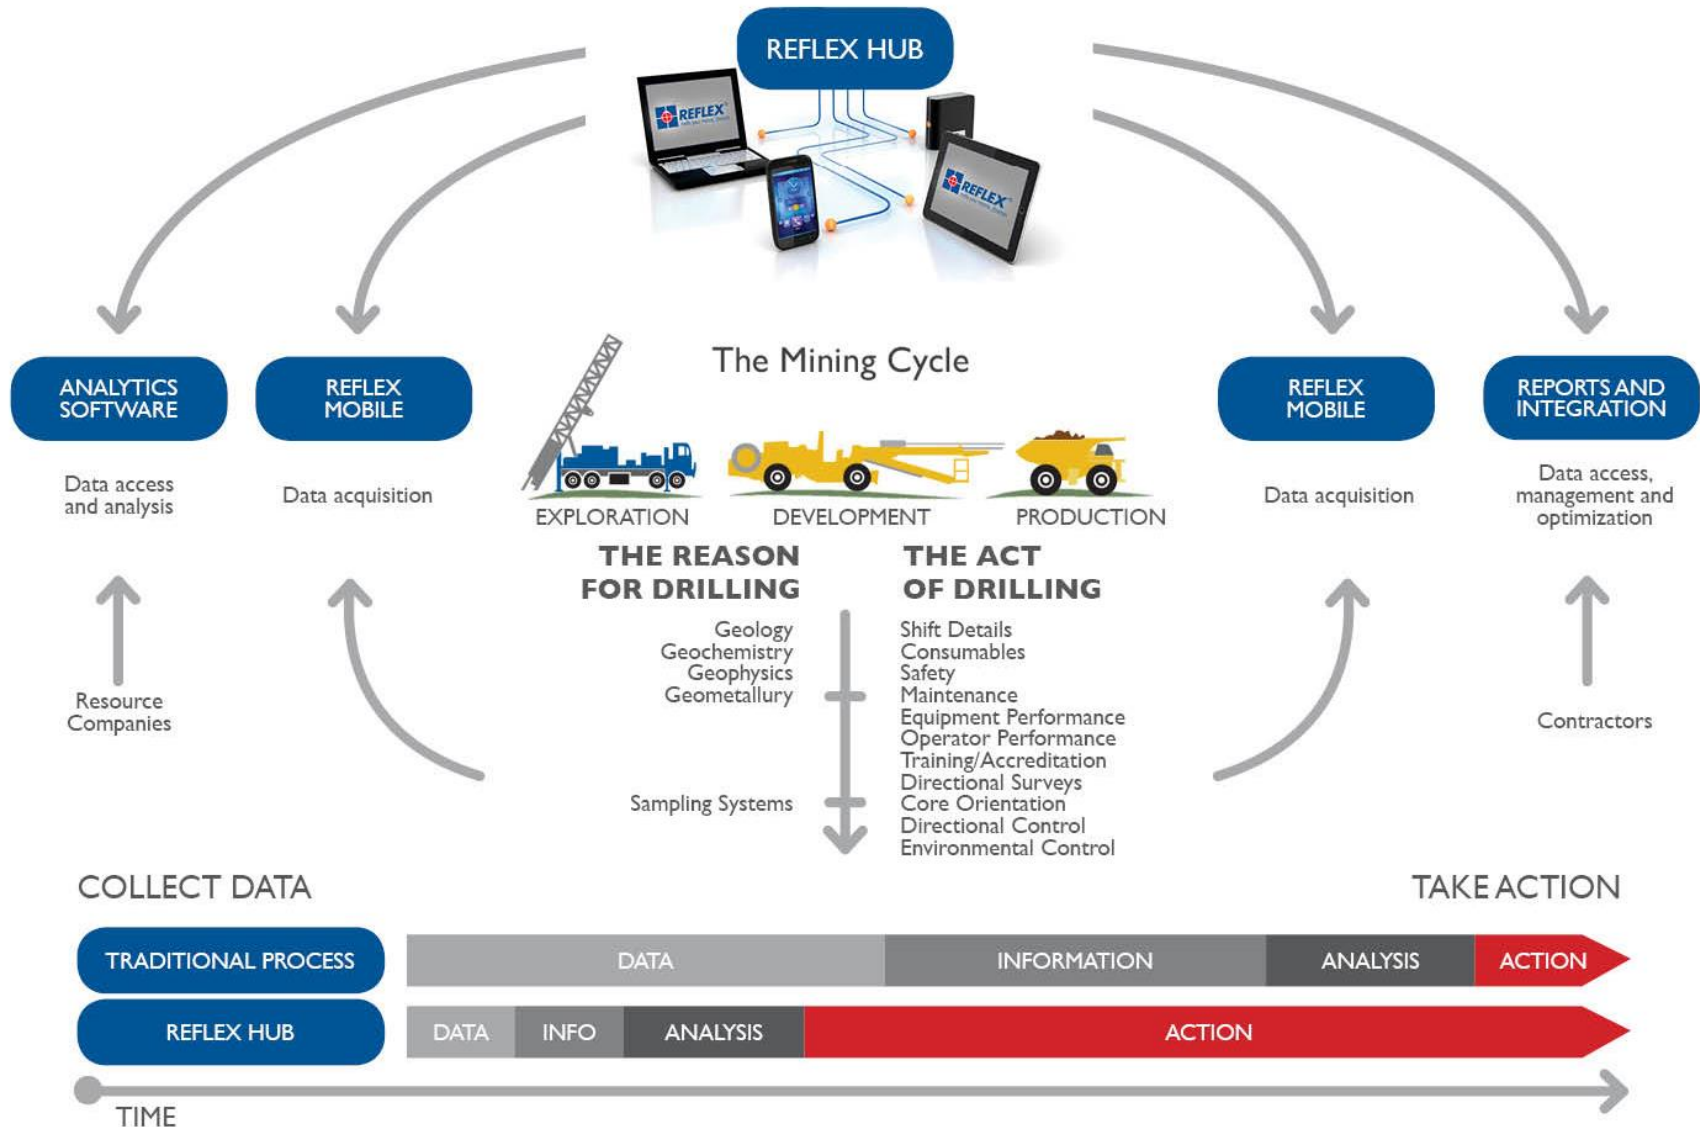 REFLEX HUB
REFLEX
REFLEX
ANALYTICS
SOFTWARE
Data access
and analysis
Resource
Companies
REFLEX
MOBILE
Data acquisition
The Mining Cycle
EXPLORATION
DEVELOPMENT
PRODUCTION
THE REASON
FOR DRILLING
Geology
Geochemistry
Geophysics
Geometallury
Sampling Systems
THE ACT
OF DRILLING
Shift Details
Consumables
Safety
Maintenance
Equipment Performance
Operator Performance
Training/Accreditation
Directional Surveys
Core Orientation
Directional Control
Environmental Control
REFLEX
MOBILE
Data acquisition
REPORTS AND
INTEGRATION
Data access,
management and
optimization
Contractors
COLLECT DATA
TAKE ACTION
TRADITIONAL PROCESS
DATA
INFORMATION
ANALYSIS
ACTION
REFLEX HUB
DATA
INFO
ANALYSIS
ACTION
TIME